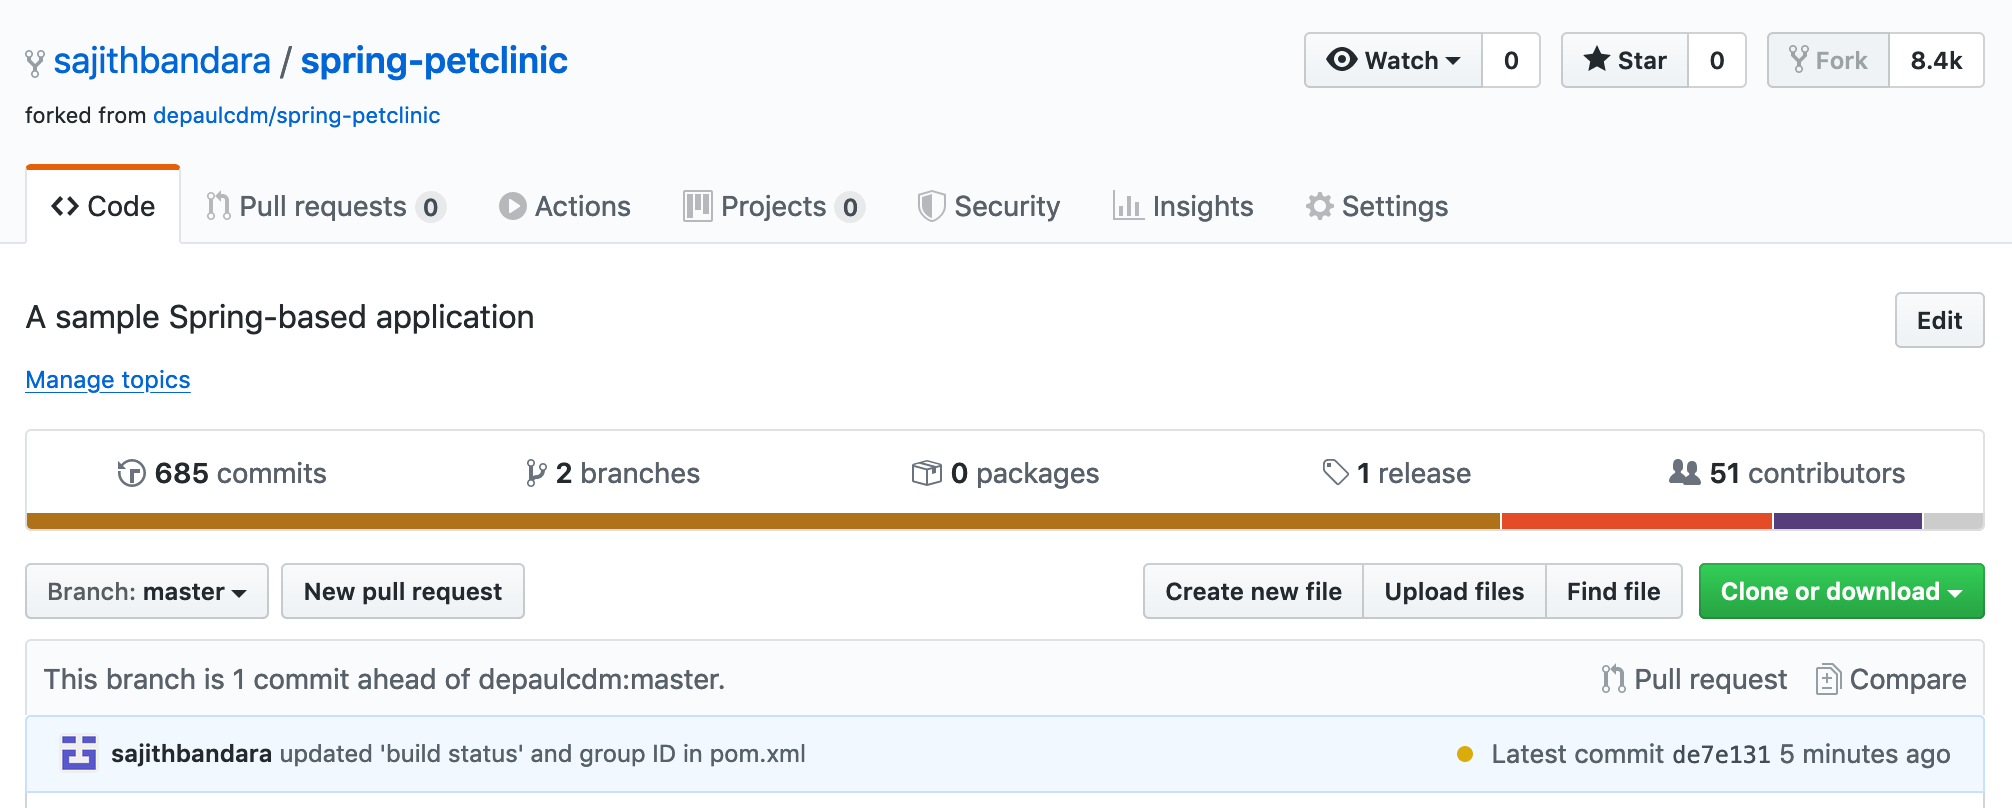 sajithbandara / spring-petclinic
Watch 0 Star 0 Fork 8.4k
forked from depaulcdm/spring-petclinic
Code Pull requests 0 Actions Projects 0 Security Insights Settings
A sample Spring-based application
Edit
Manage topics
685 commits 2 branches 0 packages 1 release 51 contributors
Branch: master New pull request Create new file Upload files Find file Clone or download
This branch is 1 commit ahead of depaulcdm:master. Pull request Compare
sajithbandara updated 'build status' and group ID in pom.xml Latest commit de7e131 5 minutes ago